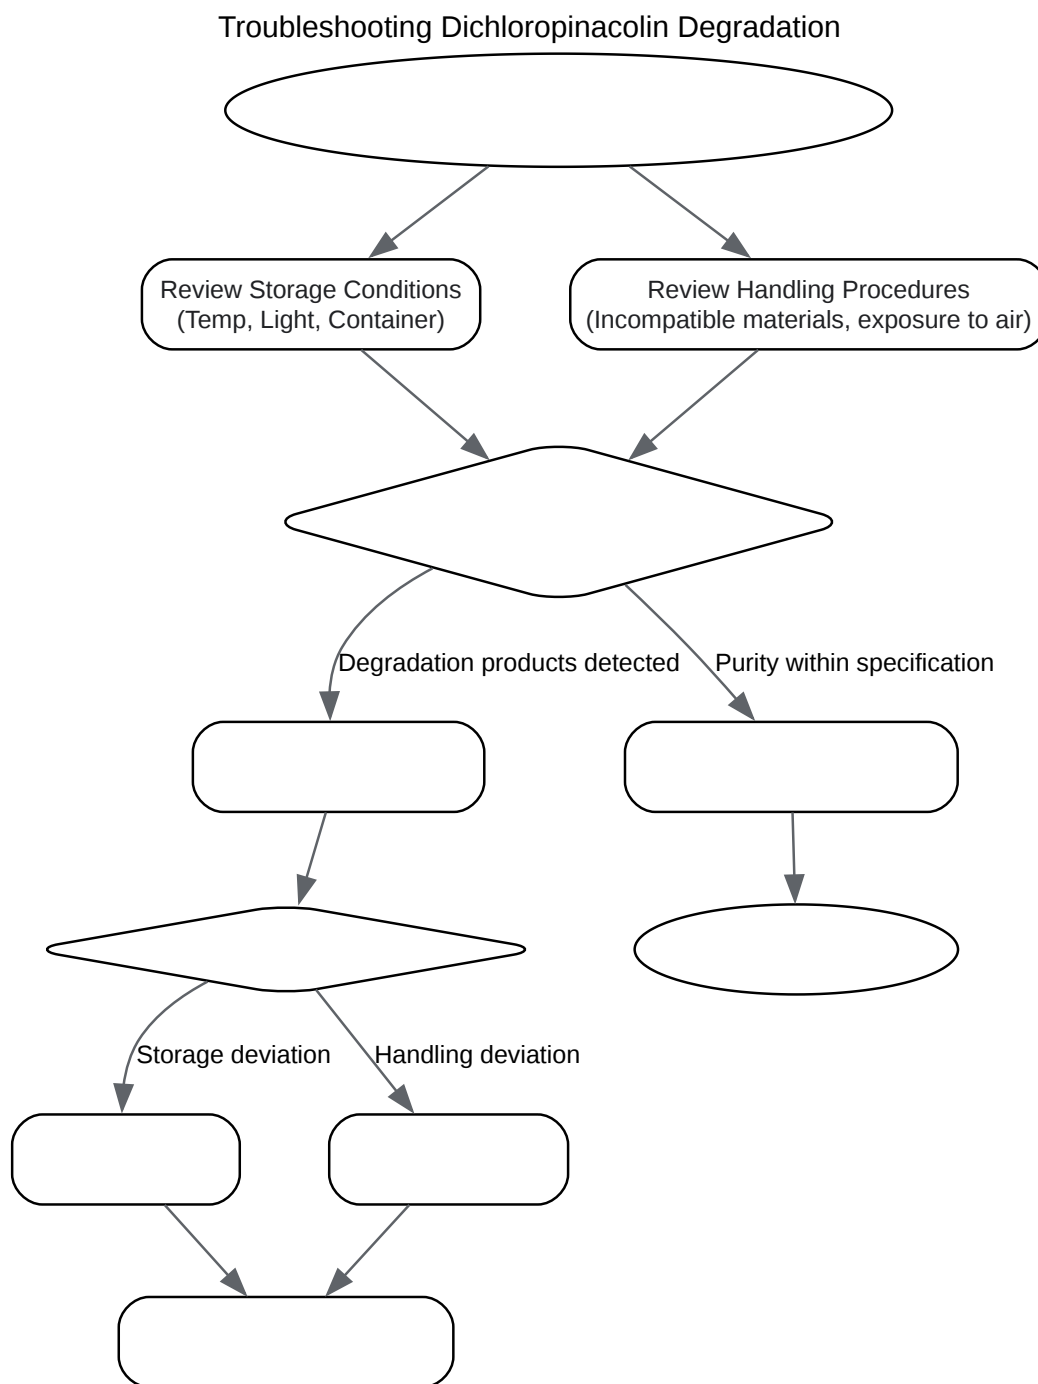 Troubleshooting Dichloropinacolin Degradation
Review Storage Conditions
(Temp, Light, Container)
Review Handling Procedures
(Incompatible materials, exposure to air)
Degradation products detected
Purity within specification
Storage deviation
Handling deviation